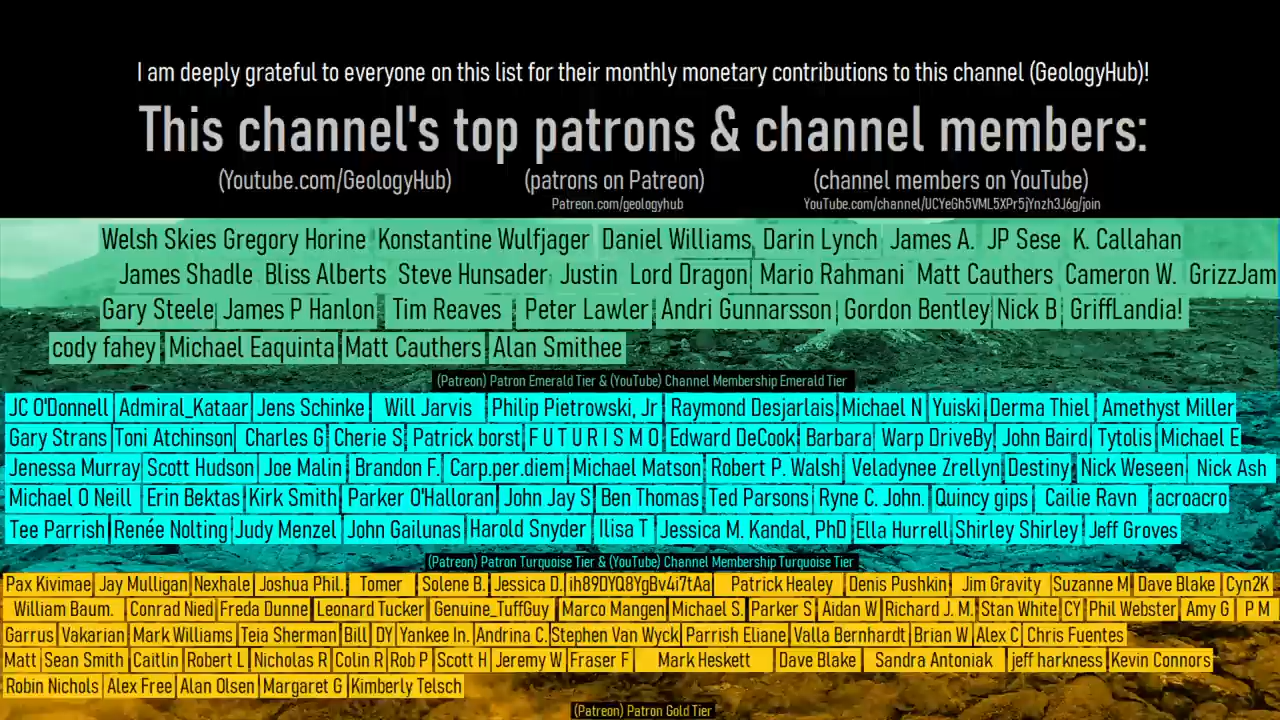 I am deeply grateful to everyone on this list for their monthly monetary contributions to this channel (GeologyHub)!
This channel's top patrons & channel members:
(Youtube.com/GeologyHub) (patrons on Patreon) (channel members on YouTube)
Patreon.com/geologyhub YouTube.com/channel/UCYeGh5VML5XPr5jYnzh3J6g/join
Welsh Skies Gregory Horine Konstantine Wulfjager Daniel Williams Darin Lynch James A. JP Sese K. Callahan
James Shadle Bliss Alberts Steve Hunsader Justin Lord Dragon Mario Rahmani Matt Cauthers Cameron W. GrizzJam
Gary Steele James P Hanlon Tim Reaves Peter Lawler Andri Gunnarsson Gordon Bentley Nick B GriffLandia!
cody fahey Michael Eaquinta Matt Cauthers Alan Smithee
(Patreon) Patron Emerald Tier & (YouTube) Channel Membership Emerald Tier
JC O'Donnell Admiral_Kataar Jens Schinke Will Jarvis Philip Pietrowski, Jr Raymond Desjarlais Michael N Yuiski Derma Thiel Amethyst Miller
Gary Strans Toni Atchinson Charles G Cherie S Patrick borst F U T U R I S M O Edward DeCook Barbara Warp DriveBy John Baird Tytolis Michael E
Jenessa Murray Scott Hudson Joe Malin Brandon F. Carp.per.diem Michael Matson Robert P. Walsh Veladynee Zrellyn Destiny Nick Weseen Nick Ash
Michael O Neill Erin Bektas Kirk Smith Parker O'Halloran John Jay S Ben Thomas Ted Parsons Ryne C. John. Quincy gips Cailie Ravn acroacro
Tee Parrish Renée Nolting Judy Menzel John Gailunas Harold Snyder Ilisa T Jessica M. Kandal, PhD Ella Hurrell Shirley Shirley Jeff Groves
(Patreon) Patron Turquoise Tier & (YouTube) Channel Membership Turquoise Tier
Pax Kivimae Jay Mulligan Nexhale Joshua Phil. Tomer Solene B. Jessica D. ih89DYQ8YgBv4i7tAa Patrick Healey Denis Pushkin Jim Gravity Suzanne M Dave Blake Cyn2K
William Baum. Conrad Nied Freda Dunne Leonard Tucker Genuine_TuffGuy Marco Mangen Michael S. Parker S Aidan W Richard J. M. Stan White CY Phil Webster Amy G P M
Garrus Vakarian Mark Williams Teia Sherman Bill DY Yankee In. Andrina C. Stephen Van Wyck Parrish Eliane Valla Bernhardt Brian W Alex C Chris Fuentes
Matt Sean Smith Caitlin Robert L Nicholas R Colin R Rob P Scott H Jeremy W Fraser F Mark Heskett Dave Blake Sandra Antoniak jeff harkness Kevin Connors
Robin Nichols Alex Free Alan Olsen Margaret G Kimberly Telsch
(Patreon) Patron Gold Tier